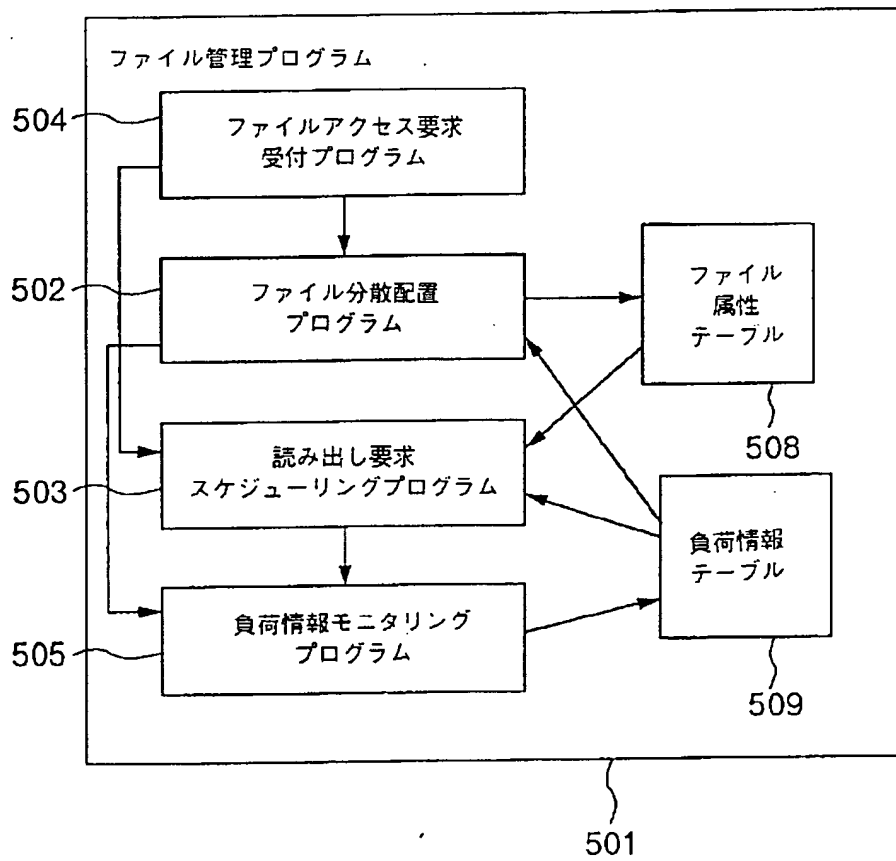 ファイル管理プログラム
504
ファイルアクセス要求
受付プログラム
502
ファイル分散配置
プログラム
ファイル
属性
テーブル
508
503
読み出し要求
スケジューリングプログラム
負荷情報
テーブル
509
505
負荷情報モニタリング
プログラム
501